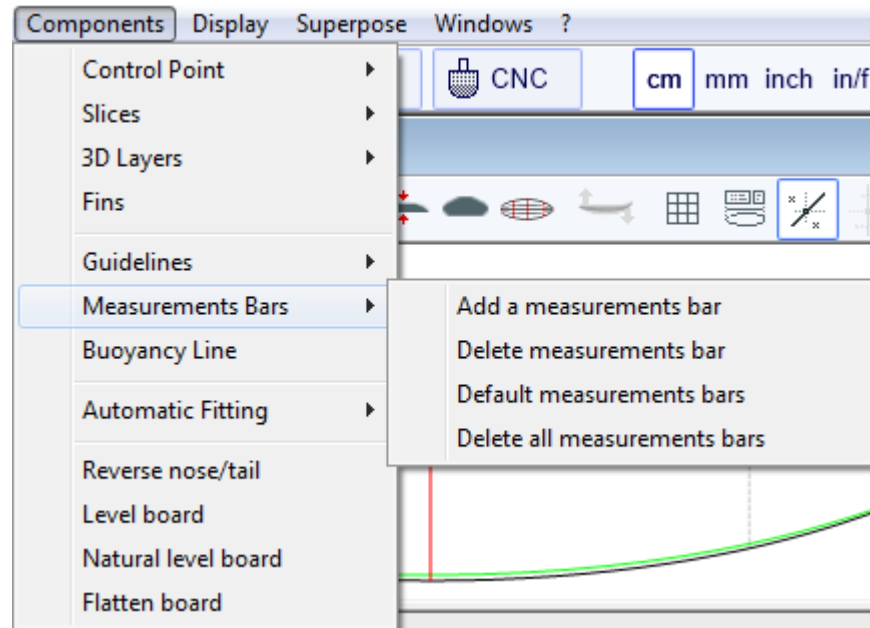 Components Display Superpose Windows ?
CNC cm mm inch in/f
Control Point
Slices
3D Layers
Fins
Guidelines
Measurements Bars
Buoyancy Line
Automatic Fitting
Reverse nose/tail
Level board
Natural level board
Flatten board
Add a measurements bar
Delete measurements bar
Default measurements bars
Delete all measurements bars